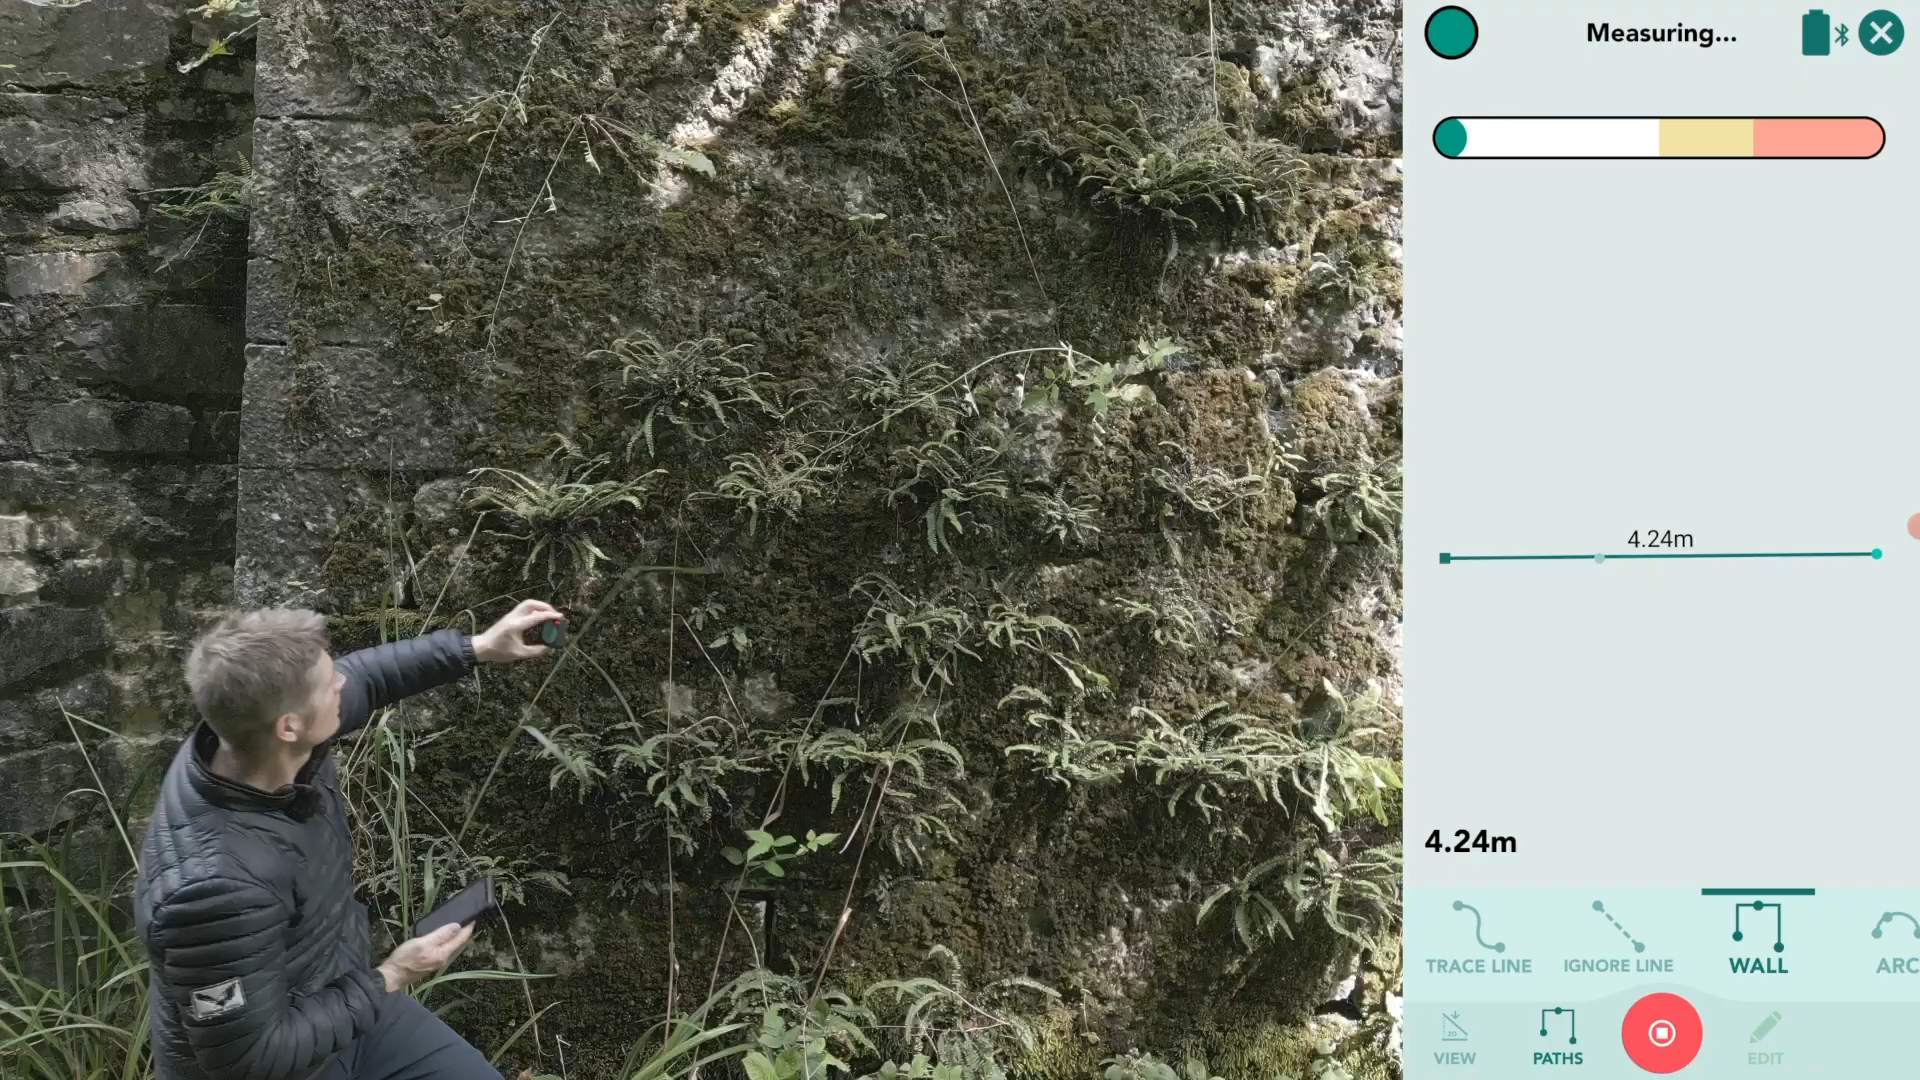 Measuring...
4.24m
4.24m
TRACE LINE
IGNORE LINE
WALL
ARC
VIEW
PATHS
EDIT